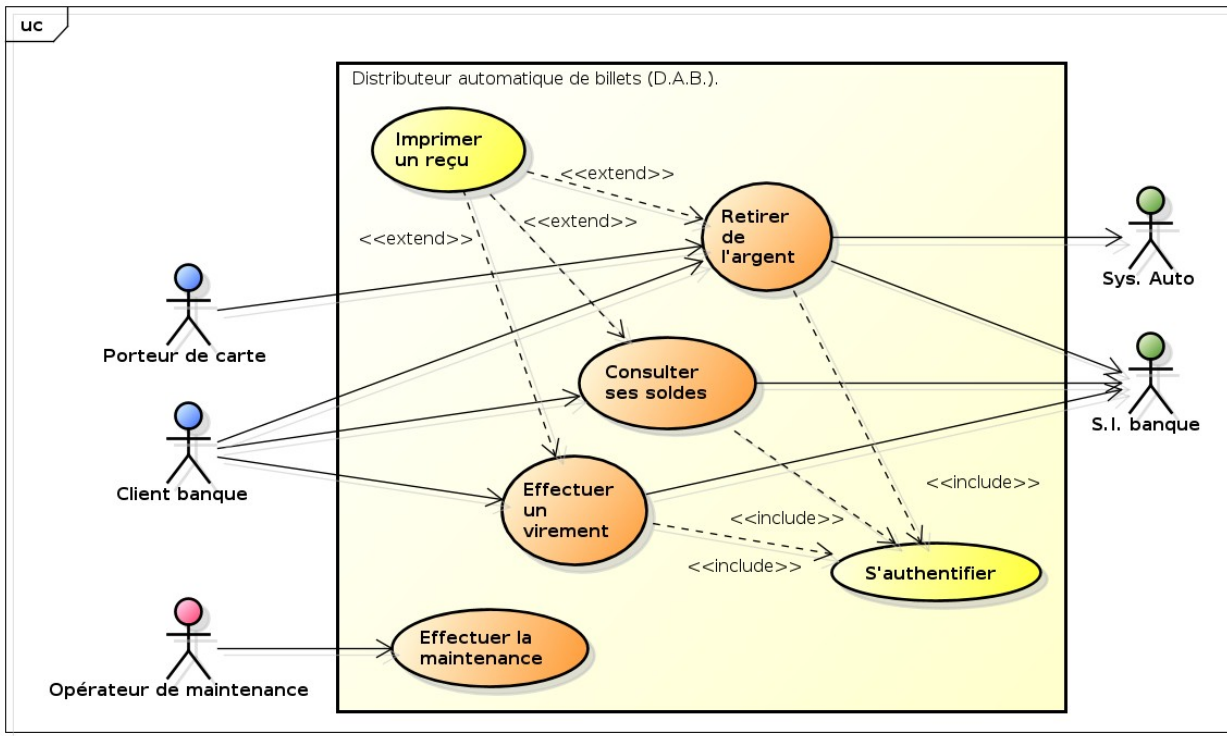 uc
Distributeur automatique de billets (D.A.B.).
Imprimer
un reçu
<<extend>>
<<extend>>
<<extend>>
Retirer
de
l'argent
Sys. Auto
Porteur de carte
Consulter
ses soldes
S.I. banque
Client banque
Effectuer
un
virement
<<include>>
<<include>>
<<include>>
S'authentifier
Effectuer la
maintenance
Opérateur de maintenance